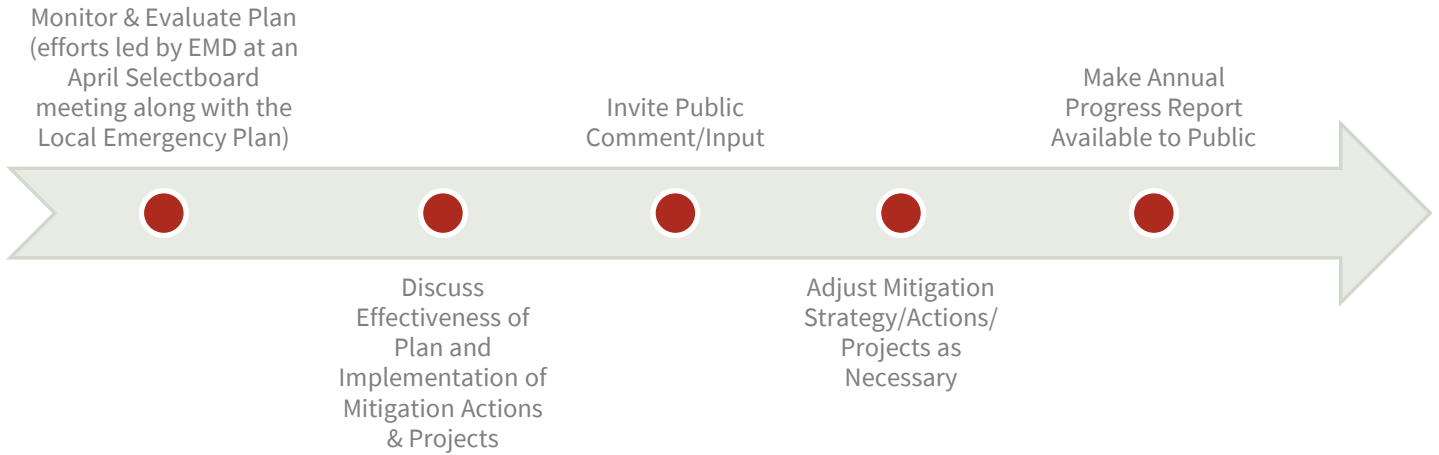 Monitor & Evaluate Plan
(efforts led by EMD at an
April Selectboard
meeting along with the
Local Emergency Plan)
Discuss
Effectiveness of
Plan and
Implementation of
Mitigation Actions
& Projects
Invite Public
Comment/Input
Adjust Mitigation
Strategy/Actions/
Projects as
Necessary
Make Annual
Progress Report
Available to Public